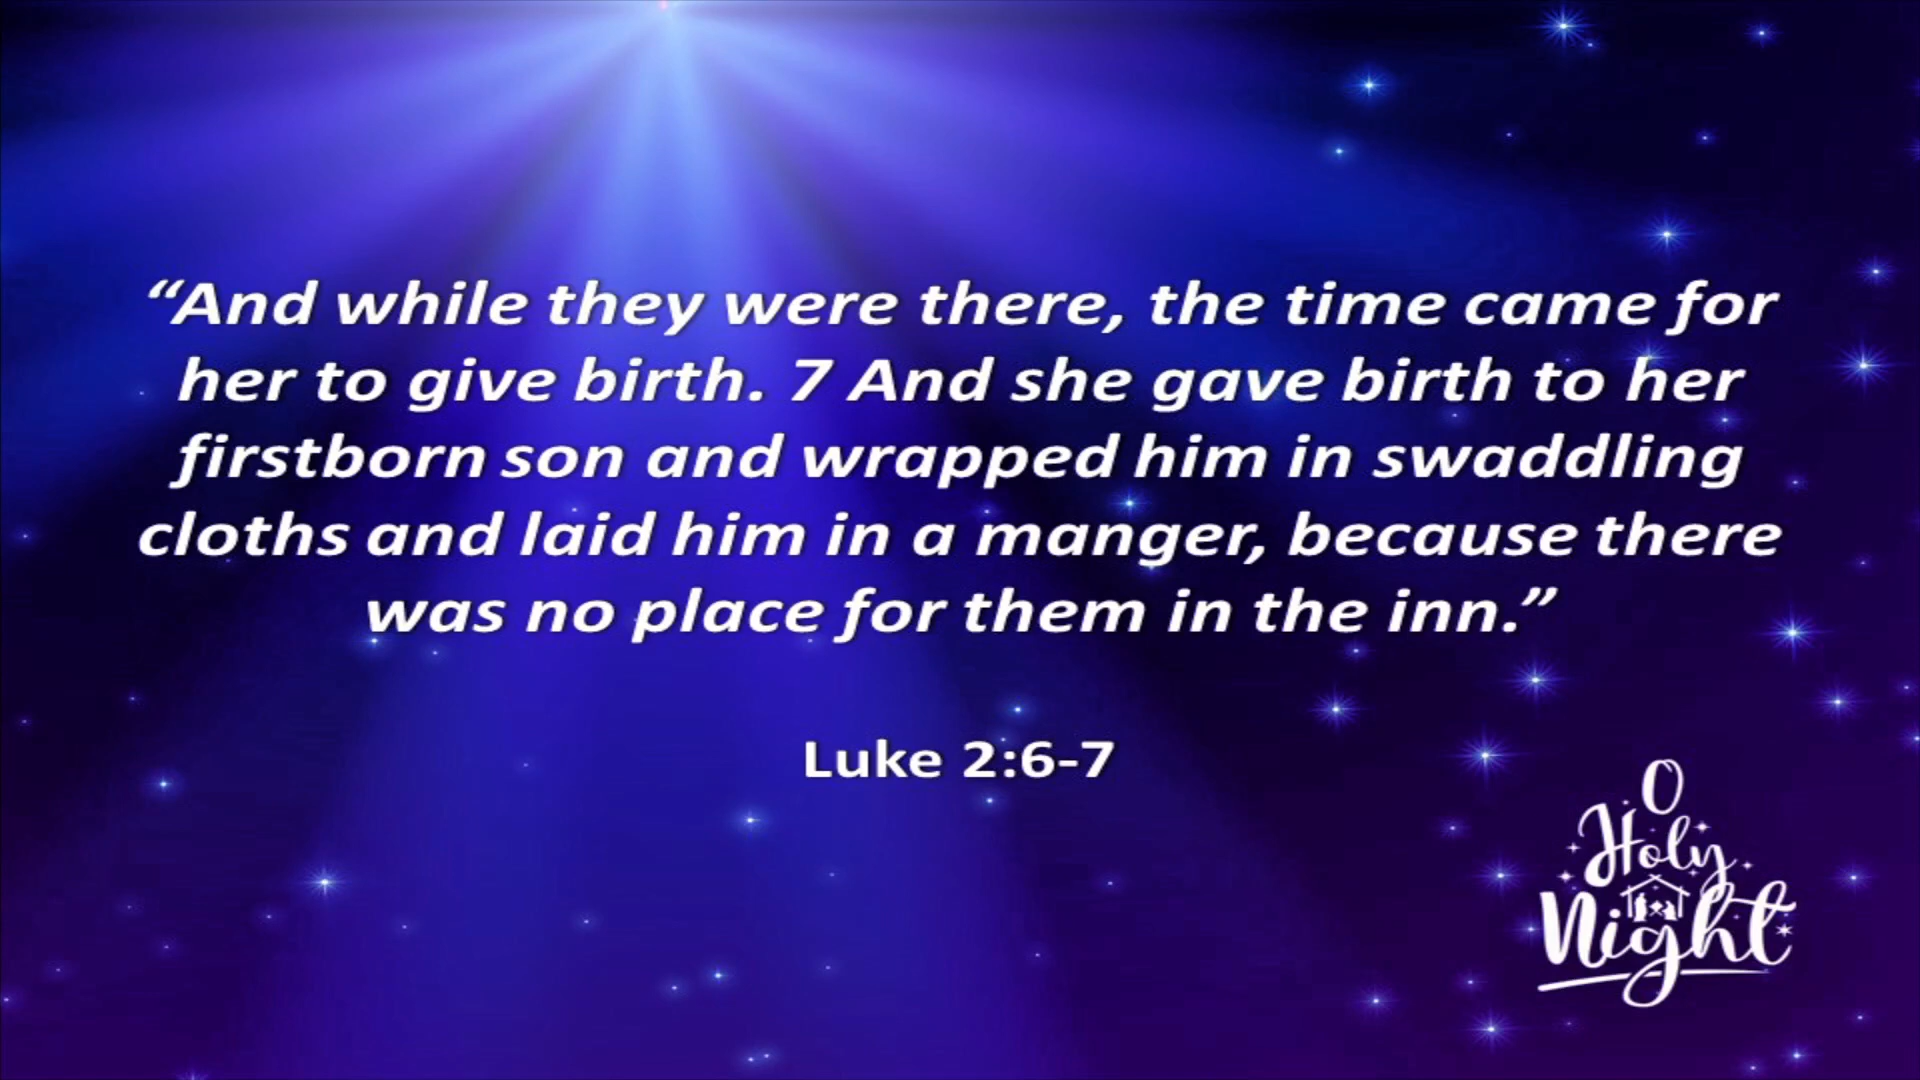 “And while they were there, the time came for
her to give birth. 7 And she gave birth to her
firstborn son and wrapped him in swaddling
cloths and laid him in a manger, because there
was no place for them in the inn.”
Luke 2:6-7
O
Holy
Night